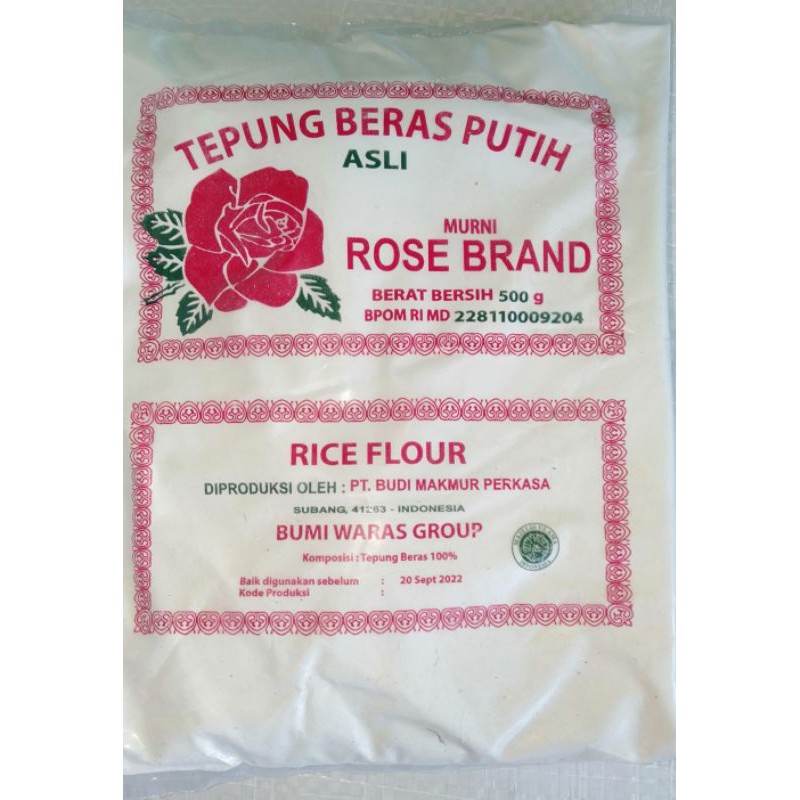 TEPUNG BERAS PUTIH
ASLI
MURNI
ROSE BRAND
BERAT BERSIH 500 g
BPOM RI MD 228110009204
RICE FLOUR
DIPRODUKSI OLEH : PT. BUDI MAKMUR PERKASA
SUBANG, 41263 - INDONESIA
BUMI WARAS GROUP
Komposisi : Tepung Beras 100%
Baik digunakan sebelum : 20 Sept 2022
Kode Produksi :